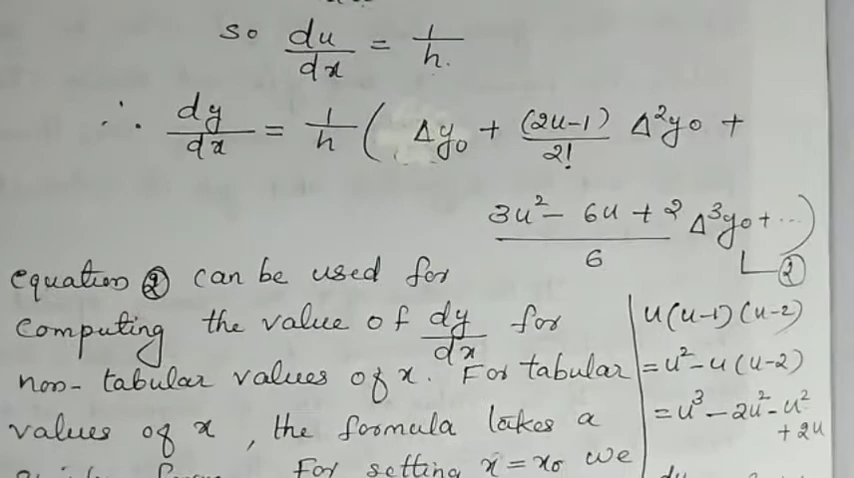 so du/dx = 1/h.
∴ dy/dx = 1/h ( Δy₀ + (2u-1)/2! Δ²y₀ +
3u² - 6u + 2 / 6 Δ³y₀ + ...) ②
equation ② can be used for
computing the value of dy/dx for
non-tabular values of x. For tabular
values of x, the formula takes a
For setting x = x₀ we
u(u-1)(u-2)
= u² - u(u-2)
= u³ - 2u² - u²
+ 2u